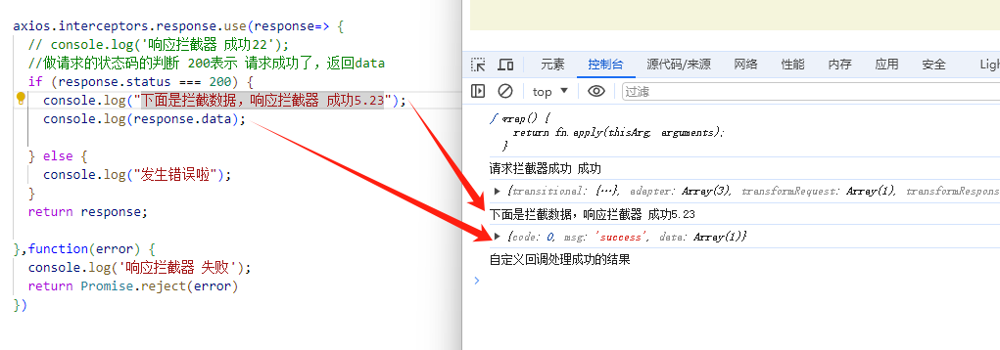 axios.interceptors.response.use(response=> {
// console.log('响应拦截器 成功22');
//做请求的状态码的判断 200表示 请求成功了，返回data
if (response.status === 200) {
console.log("下面是拦截数据，响应拦截器 成功5.23");
console.log(response.data);
} else {
console.log("发生错误啦");
}
return response;
},function(error) {
console.log('响应拦截器 失败');
return Promise.reject(error)
})
元素 控制台 源代码/来源 网络 性能 内存 应用 安全 Ligh
top 过滤
ƒ wrap() {
return fn.apply(thisArg, arguments);
}
请求拦截器成功 成功
{transitional: {…}, adapter: Array(3), transformRequest: Array(1), transformRespons
下面是拦截数据，响应拦截器 成功5.23
{code: 0, msg: 'success', data: Array(1)}
自定义回调处理成功的结果